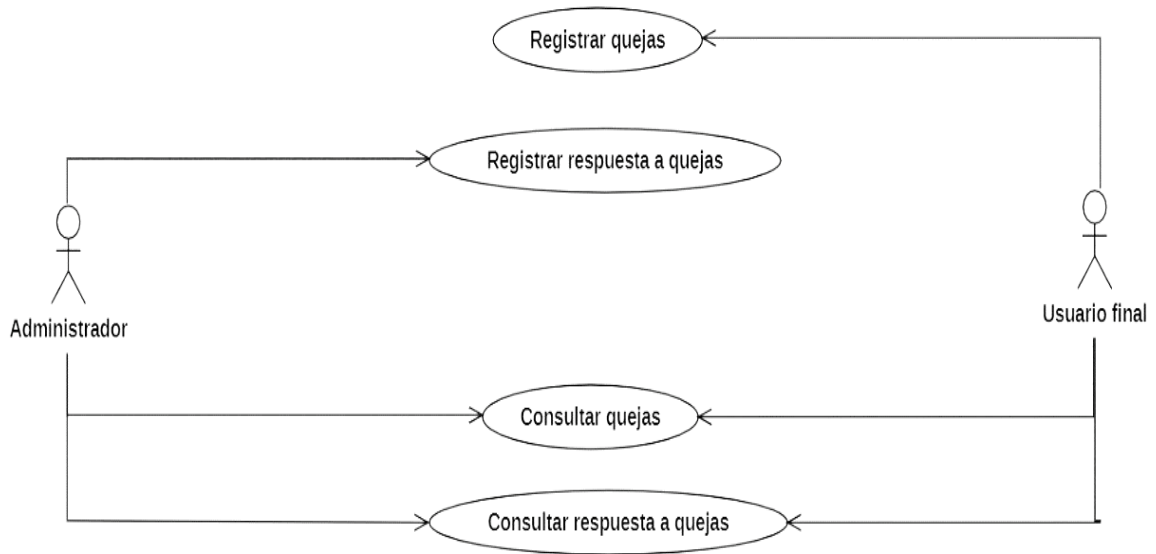 Registrar quejas
Registrar respuesta a quejas
Administrador
Usuario final
Consultar quejas
Consultar respuesta a quejas